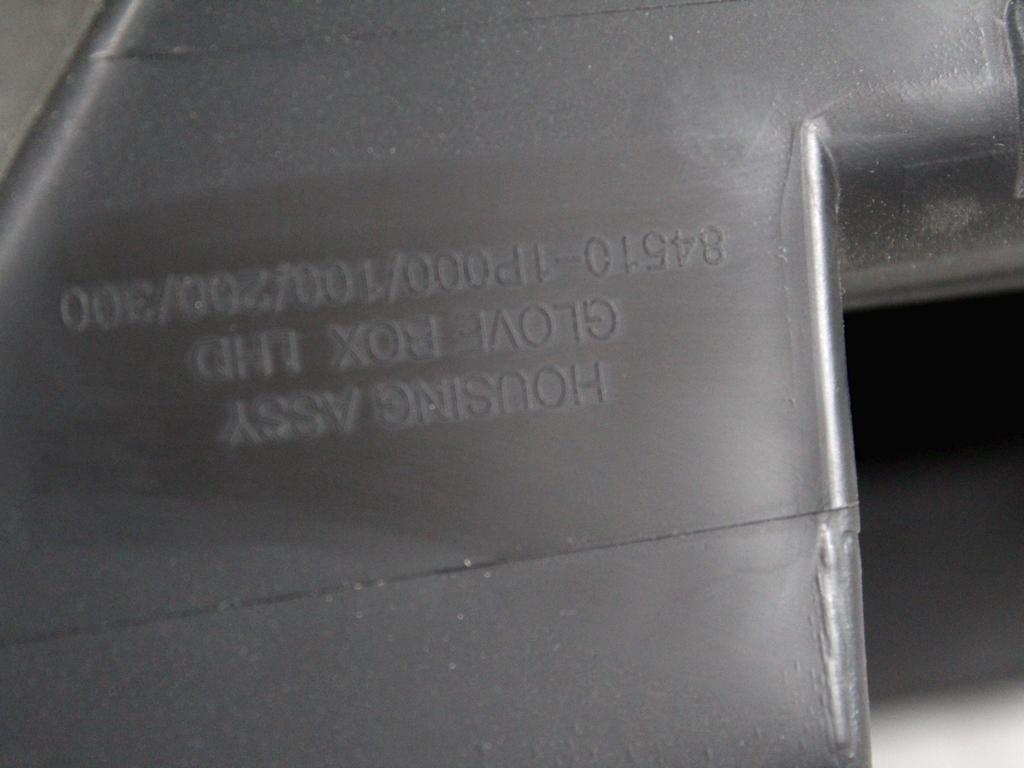 HOUSING ASSY
GLOVE BOX LHD
84510-1P000/100/200/300